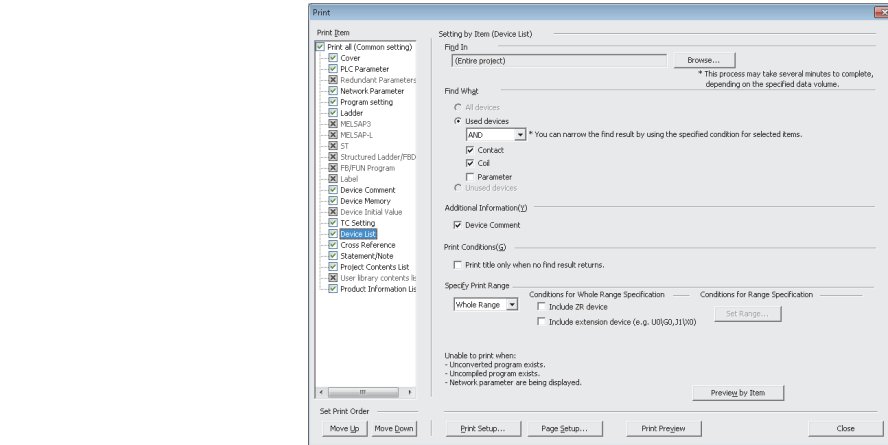 Print
Print Item
Print all (Common setting)
Cover
PLC Parameter
Redundant Parameters
Network Parameter
Program setting
Ladder
MELSAP3
MELSAP-L
ST
Structured Ladder/FBD
FB/FUN Program
Label
Device Comment
Device Memory
Device Initial Value
TC Setting
Device List
Cross Reference
Statement/Note
Project Contents List
User library contents lis
Product Information Lis
Set Print Order
Move Up
Move Down
Setting by Item (Device List)
Find In
(Entire project)
Browse...
* This process may take several minutes to complete,
depending on the specified data volume.
Find What
All devices
Used devices
AND
* You can narrow the find result by using the specified condition for selected items.
Contact
Coil
Parameter
Unused devices
Additional Information(Y)
Device Comment
Print Conditions(G)
Print title only when no find result returns.
Specify Print Range
Whole Range
Conditions for Whole Range Specification
Include ZR device
Include extension device (e.g. U0\G0,J1\X0)
Conditions for Range Specification
Set Range...
Unable to print when:
- Unconverted program exists.
- Uncompiled program exists.
- Network parameter are being displayed.
Preview by Item
Print Setup...
Page Setup...
Print Preview
Close